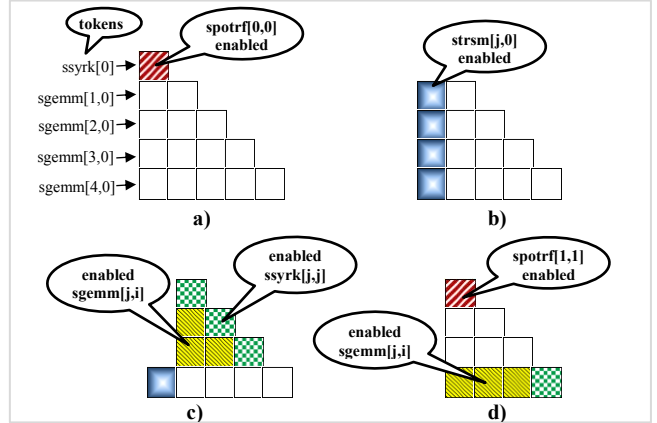 tokens
spotrf[0,0]
enabled
ssyrk[0]
sgemm[1,0]
sgemm[2,0]
sgemm[3,0]
sgemm[4,0]
a)
strsm[j,0]
enabled
b)
enabled
sgemm[j,i]
enabled
ssyrk[j,j]
c)
spotrf[1,1]
enabled
enabled
sgemm[j,i]
d)